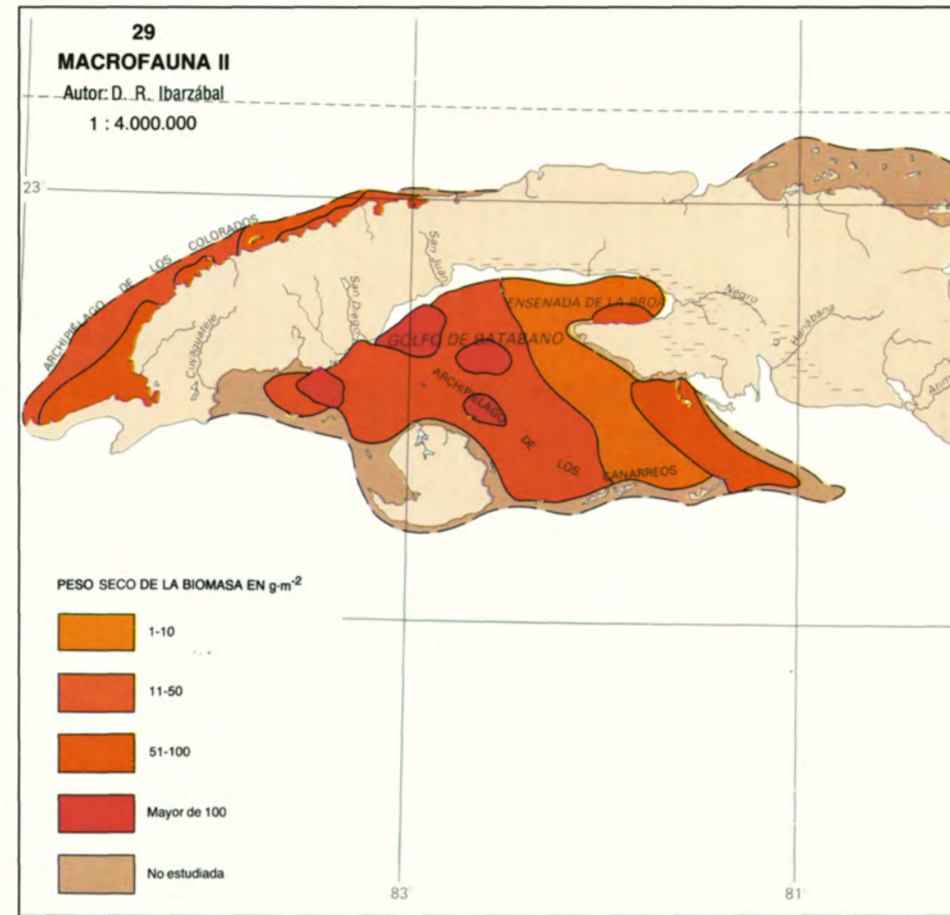 29
MACROFAUNA II
Autor: D. R. Ibarzábal
1 : 4.000.000
23°
ARCHIPIÉLAGO DE LOS COLORADOS
Cuyaguateje
San Diego
San Juan
GOLFO DE BATABANO
ENSENADA DE LA BROA
Negro
Hanábana
ARCHIPIÉLAGO DE LOS CANARREOS
PESO SECO DE LA BIOMASA EN g·m⁻²
1-10
11-50
51-100
Mayor de 100
No estudiada
83°
81°